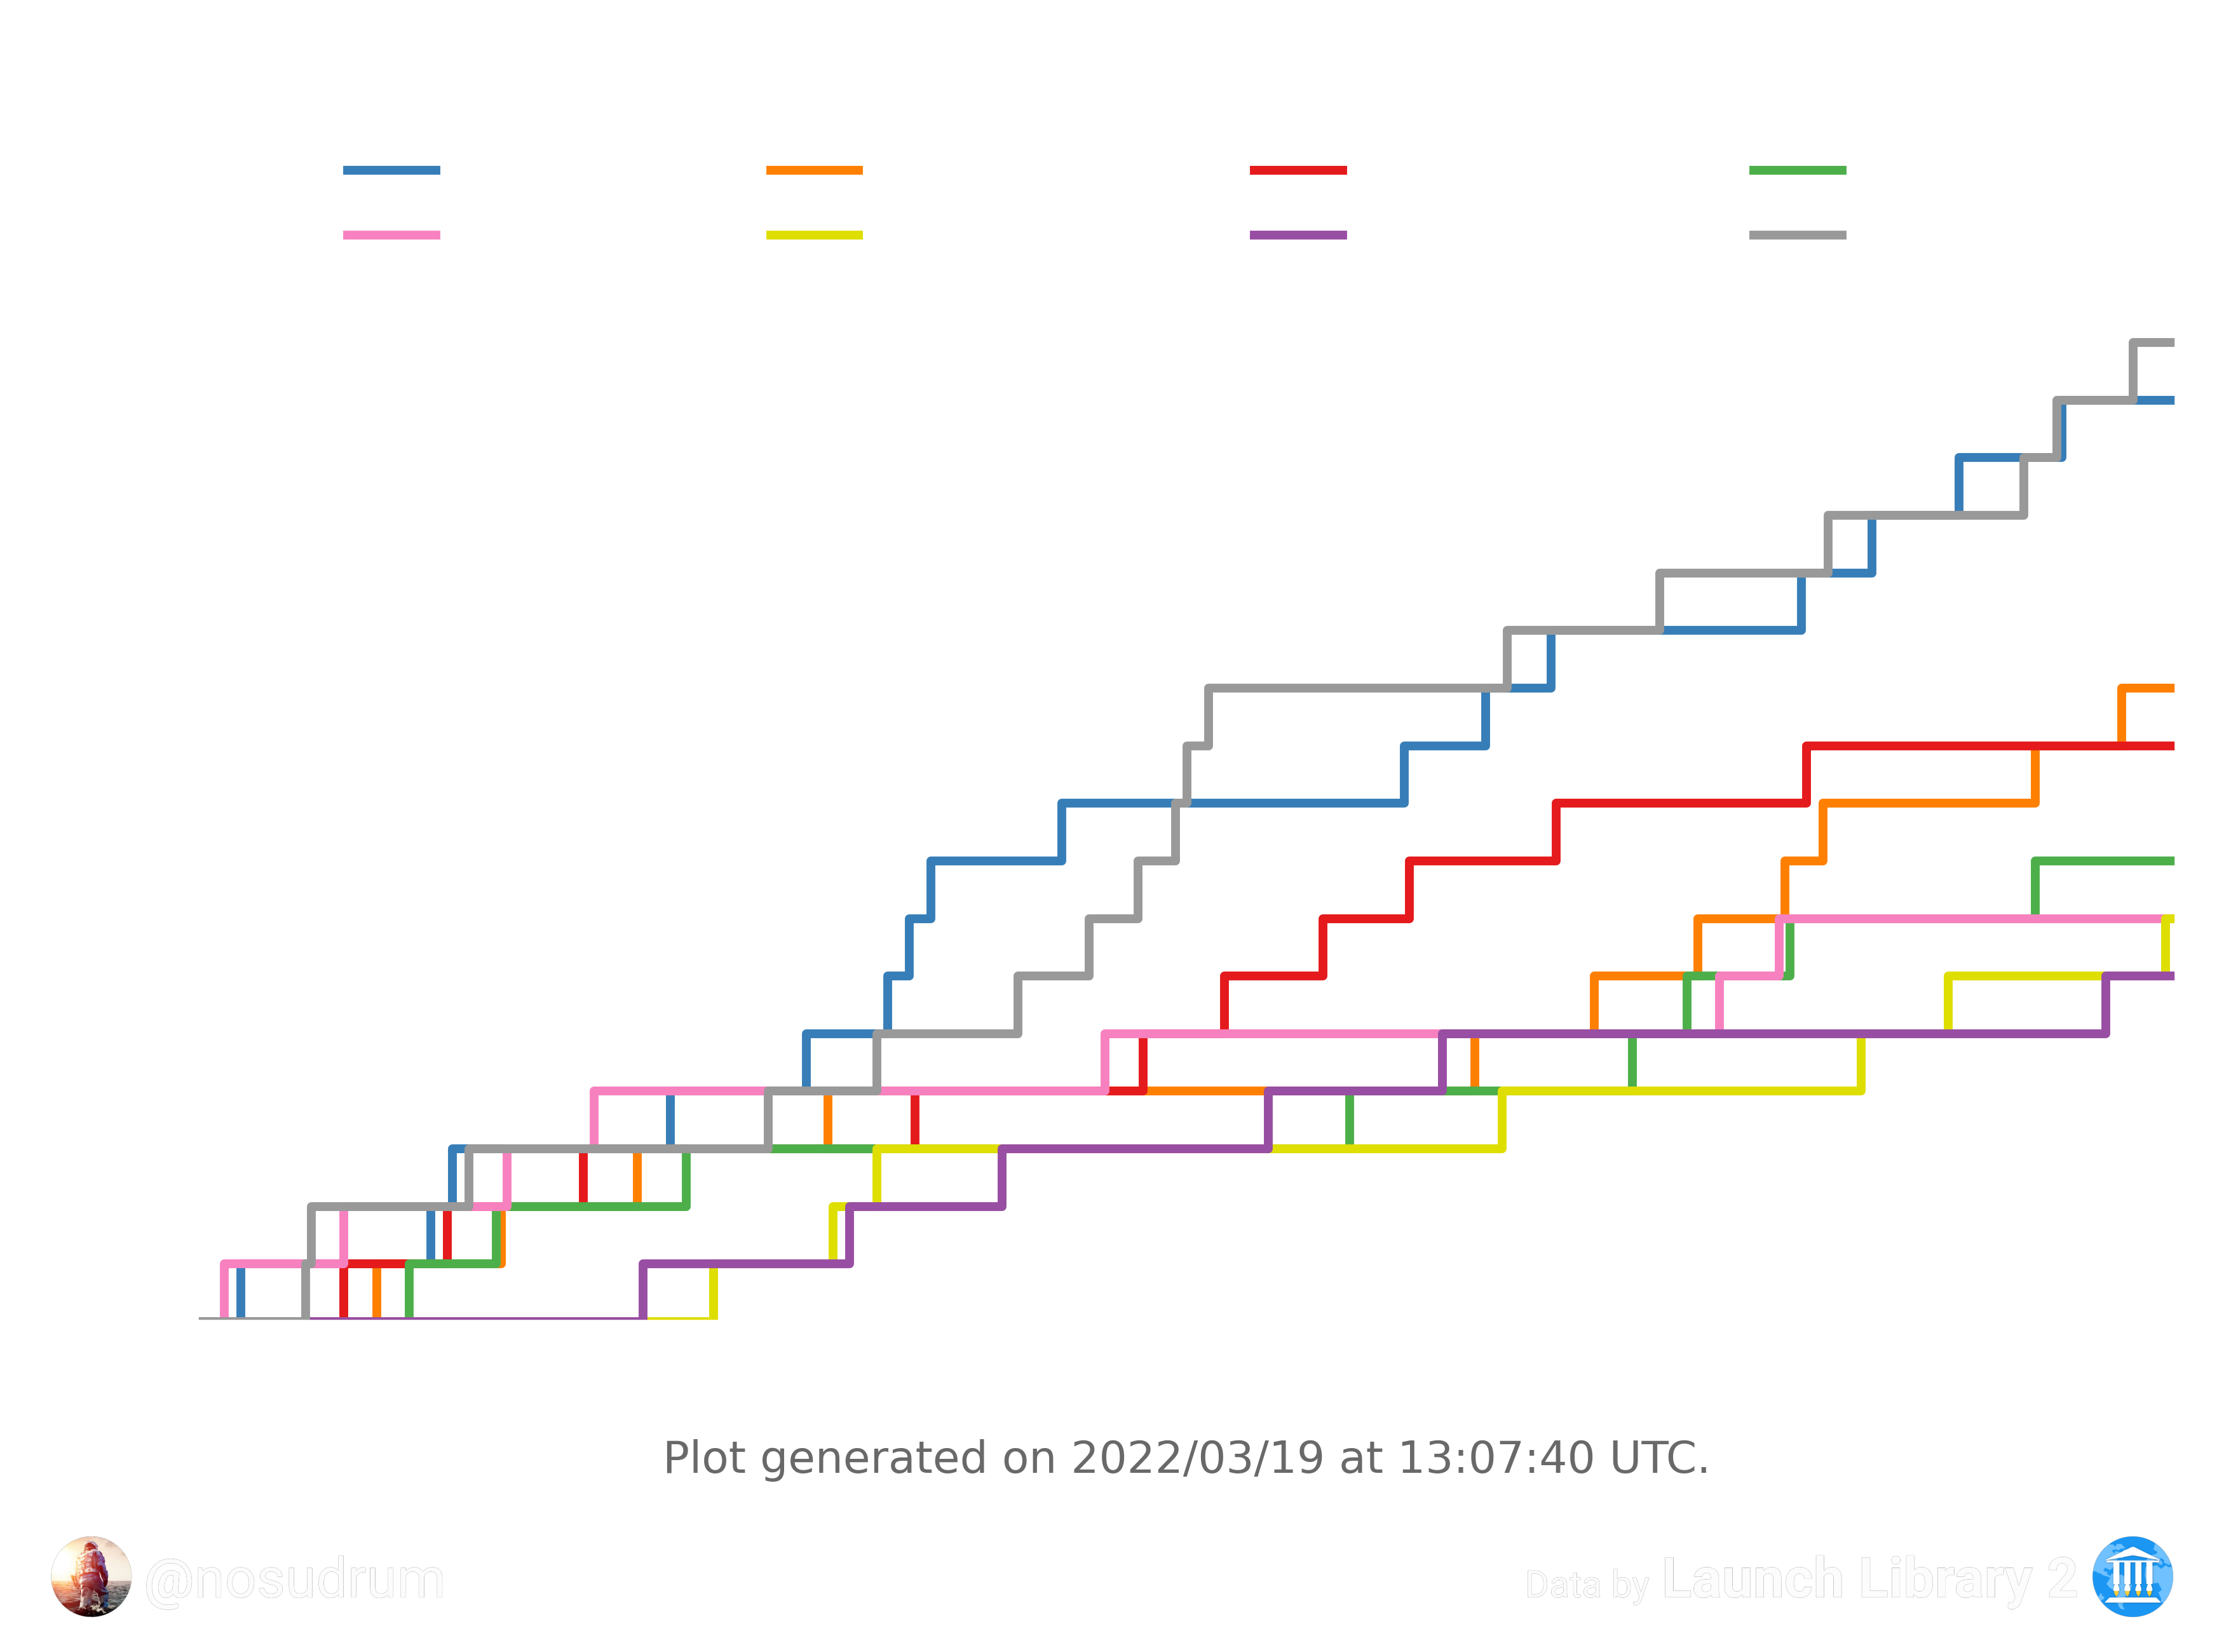 Plot generated on 2022/03/19 at 13:07:40 UTC.
@nosudrum
Data by Launch Library 2